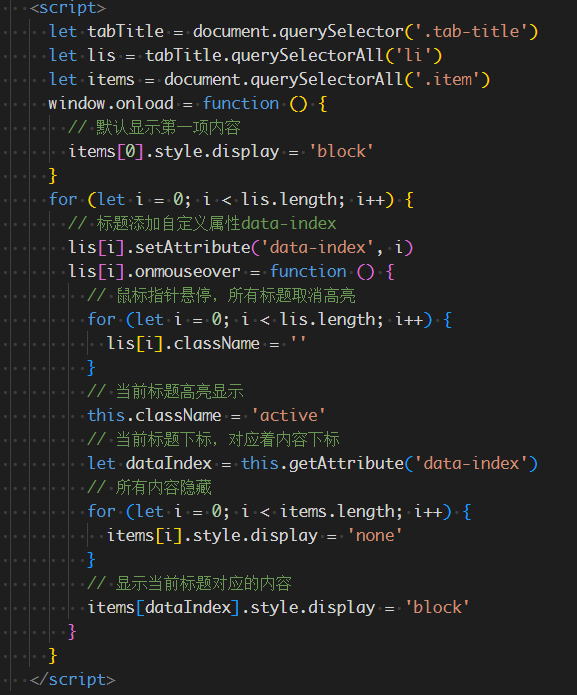 <script>
let tabTitle = document.querySelector('.tab-title')
let lis = tabTitle.querySelectorAll('li')
let items = document.querySelectorAll('.item')
window.onload = function () {
// 默认显示第一项内容
items[0].style.display = 'block'
}
for (let i = 0; i < lis.length; i++) {
// 标题添加自定义属性data-index
lis[i].setAttribute('data-index', i)
lis[i].onmouseover = function () {
// 鼠标指针悬停，所有标题取消高亮
for (let i = 0; i < lis.length; i++) {
lis[i].className = ''
}
// 当前标题高亮显示
this.className = 'active'
// 当前标题下标，对应着内容下标
let dataIndex = this.getAttribute('data-index')
// 所有内容隐藏
for (let i = 0; i < items.length; i++) {
items[i].style.display = 'none'
}
// 显示当前标题对应的内容
items[dataIndex].style.display = 'block'
}
}
</script>